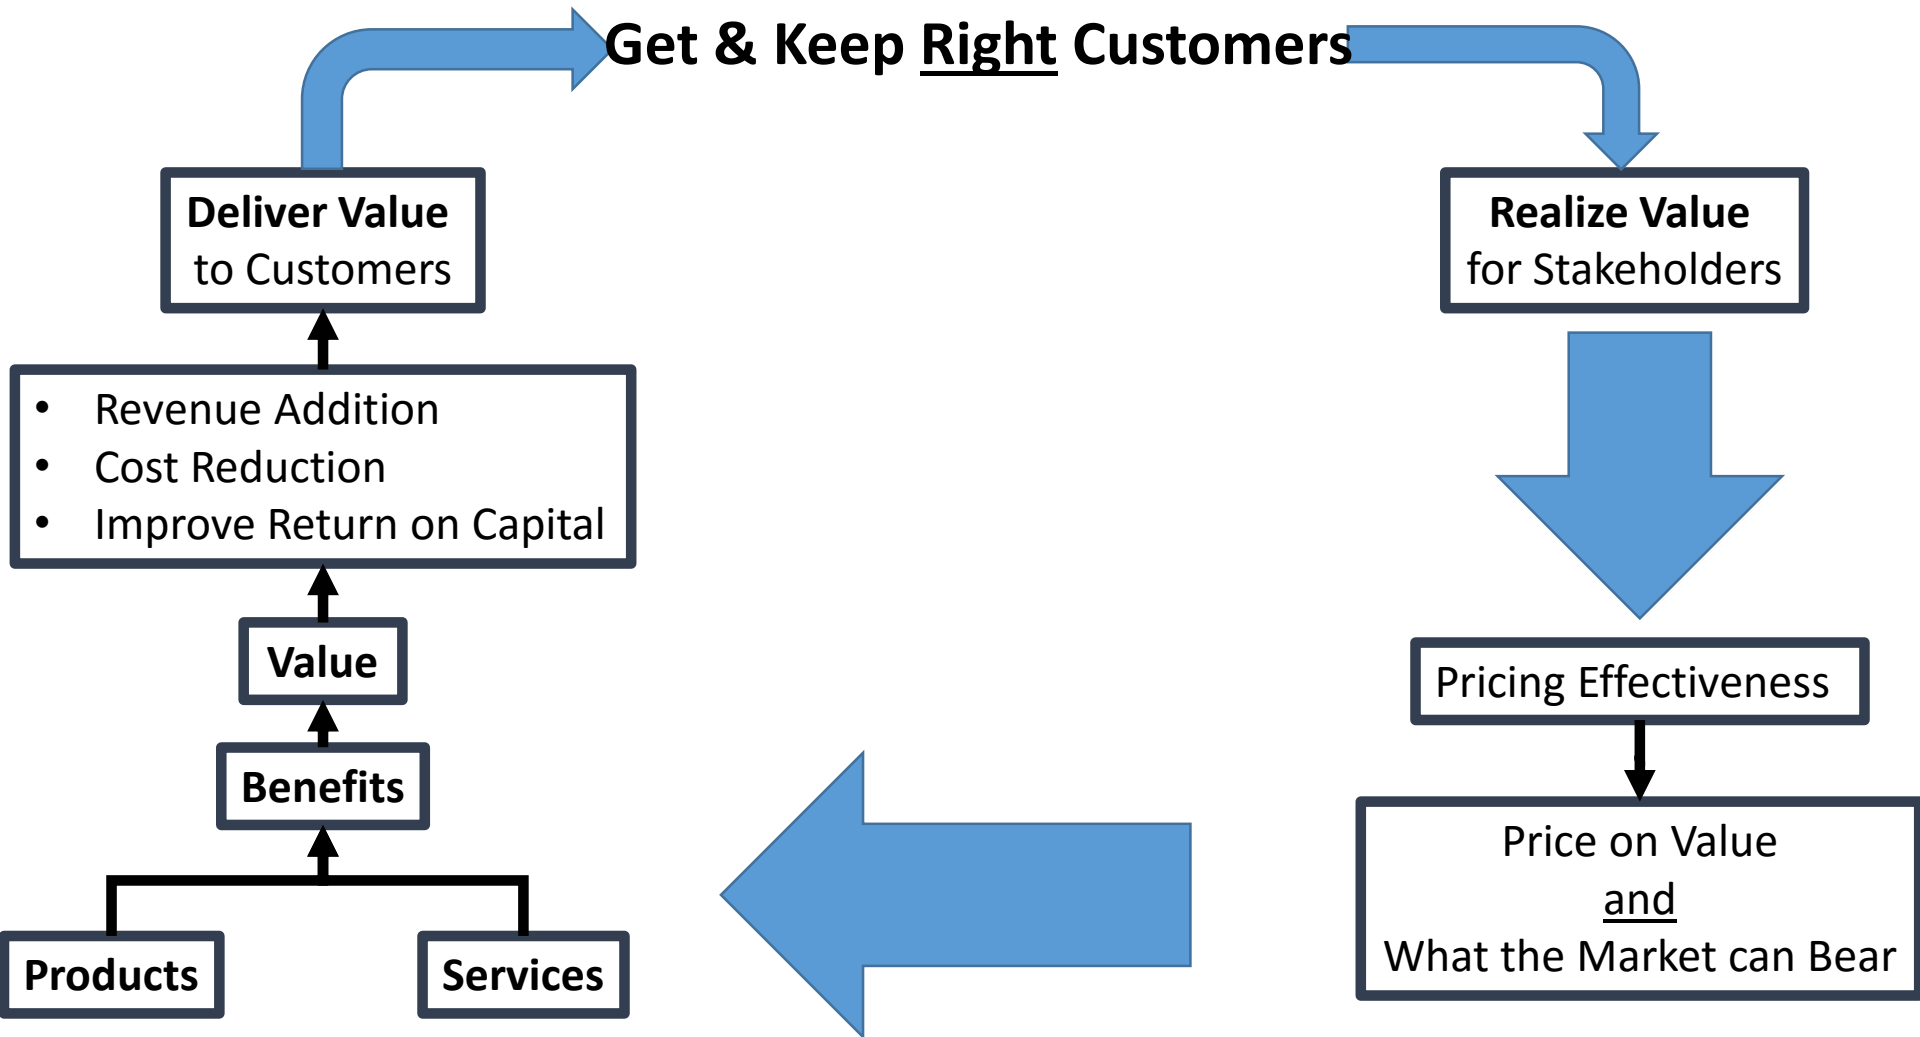 Get & Keep Right Customers
Deliver Value
to Customers
• Revenue Addition
• Cost Reduction
• Improve Return on Capital
Value
Benefits
Products
Services
Realize Value
for Stakeholders
Pricing Effectiveness
Price on Value
and
What the Market can Bear